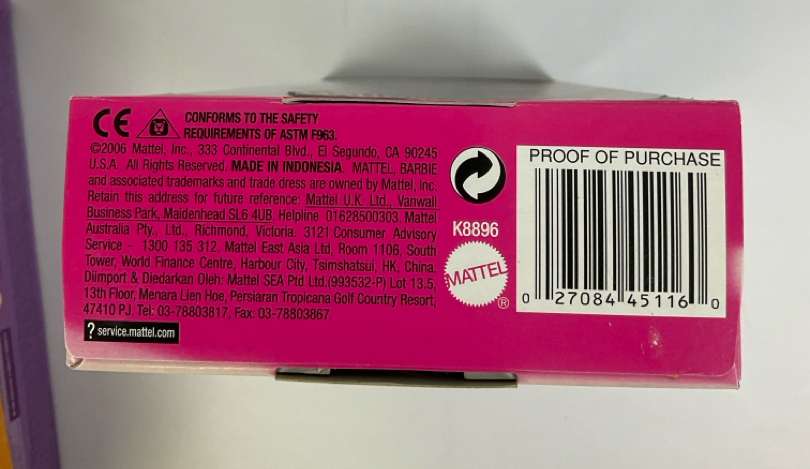 CE CONFORMS TO THE SAFETY
REQUIREMENTS OF ASTM F963.
©2006 Mattel, Inc., 333 Continental Blvd., El Segundo, CA 90245
U.S.A. All Rights Reserved. MADE IN INDONESIA. MATTEL, BARBIE
and associated trademarks and trade dress are owned by Mattel, Inc.
Retain this address for future reference: Mattel U.K. Ltd., Vanwall
Business Park, Maidenhead SL6 4UB. Helpline 01628500303. Mattel
Australia Pty., Ltd., Richmond, Victoria. 3121.Consumer Advisory
Service - 1300 135 312. Mattel East Asia Ltd, Room 1106, South
Tower, World Finance Centre, Harbour City, Tsimshatsui, HK, China.
Diimport & Diedarkan Oleh: Mattel SEA Ptd Ltd.(993532-P) Lot 13.5,
13th Floor, Menara Lien Hoe, Persiaran Tropicana Golf Country Resort,
47410 PJ. Tel: 03-78803817, Fax: 03-78803867.
? service.mattel.com
K8896
MATTEL
®
PROOF OF PURCHASE
0 27084 45116 0